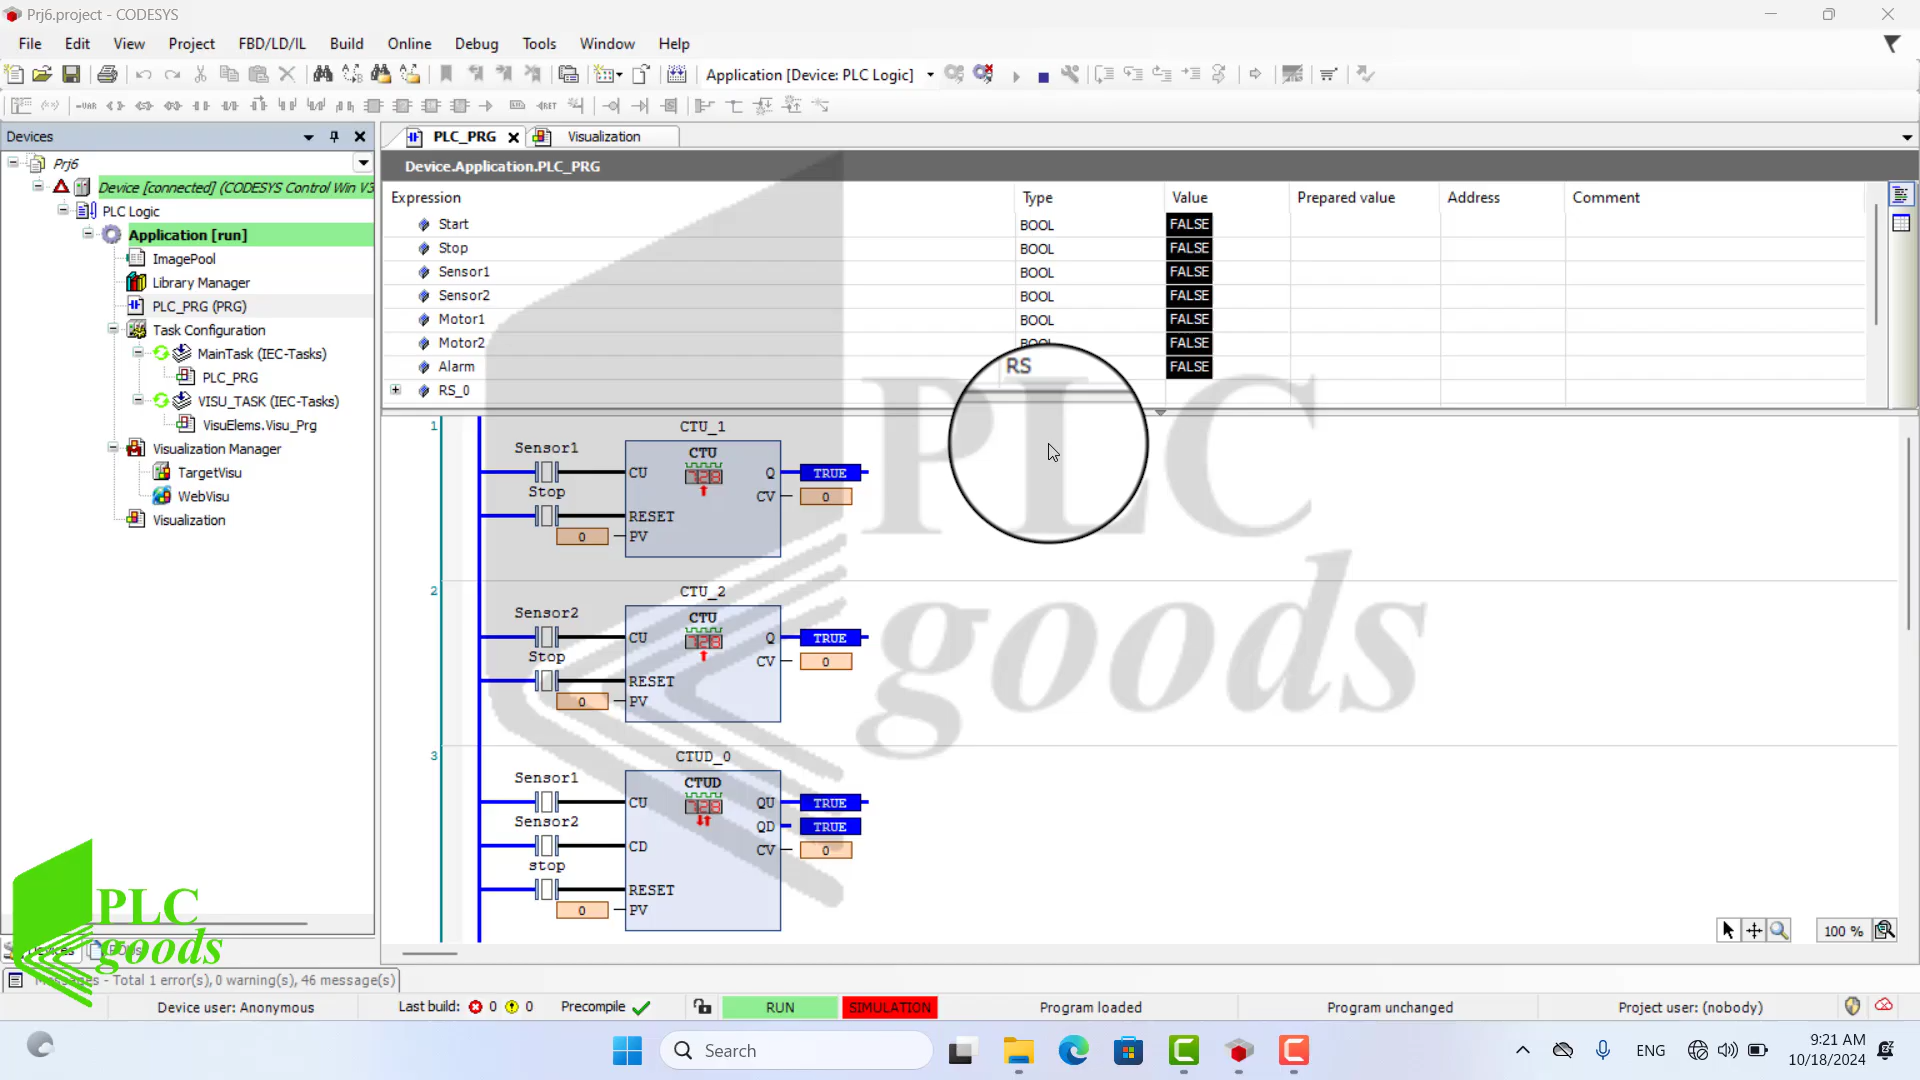 Prj6.project - CODESYS
File Edit View Project FBD/LD/IL Build Online Debug Tools Window Help
Application [Device: PLC Logic]
Devices
PLC_PRG Visualization
Prj6
Device [connected] (CODESYS Control Win V3
PLC Logic
Application [run]
ImagePool
Library Manager
PLC_PRG (PRG)
Task Configuration
MainTask (IEC-Tasks)
PLC_PRG
VISU_TASK (IEC-Tasks)
VisuElems.Visu_Prg
Visualization Manager
TargetVisu
WebVisu
Visualization
Device.Application.PLC_PRG
Expression Type Value Prepared value Address Comment
Start BOOL FALSE
Stop BOOL FALSE
Sensor1 BOOL FALSE
Sensor2 BOOL FALSE
Motor1 BOOL FALSE
Motor2 BOOL FALSE
Alarm RS FALSE
RS_0
1
CTU_1
Sensor1 CTU
CU Q TRUE
Stop CV 0
RESET
0 PV
2
CTU_2
Sensor2 CTU
CU Q TRUE
Stop CV 0
RESET
0 PV
3
CTUD_0
Sensor1 CTUD
CU QU TRUE
Sensor2 QD TRUE
CD CV 0
stop
RESET
0 PV
PLC
goods
100 %
PLC
goods
Messages - Total 1 error(s), 0 warning(s), 46 message(s)
Device user: Anonymous Last build: 0 0 Precompile RUN SIMULATION Program loaded Program unchanged Project user: (nobody)
Search
ENG
9:21 AM
10/18/2024